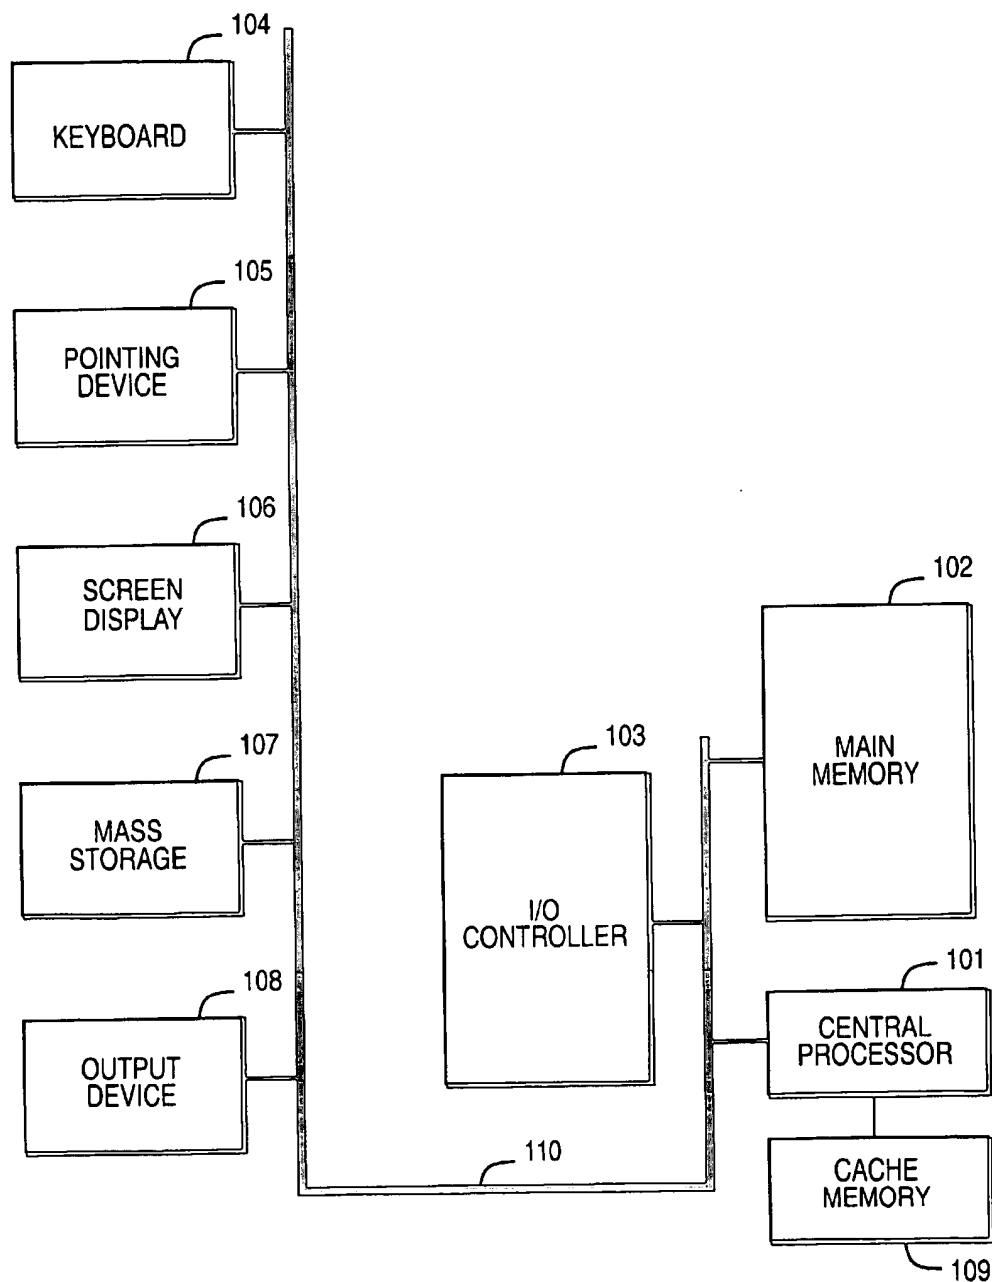 104
KEYBOARD
105
POINTING
DEVICE
106
SCREEN
DISPLAY
102
MAIN
MEMORY
107
MASS
STORAGE
103
I/O
CONTROLLER
108
OUTPUT
DEVICE
101
CENTRAL
PROCESSOR
110
CACHE
MEMORY
109